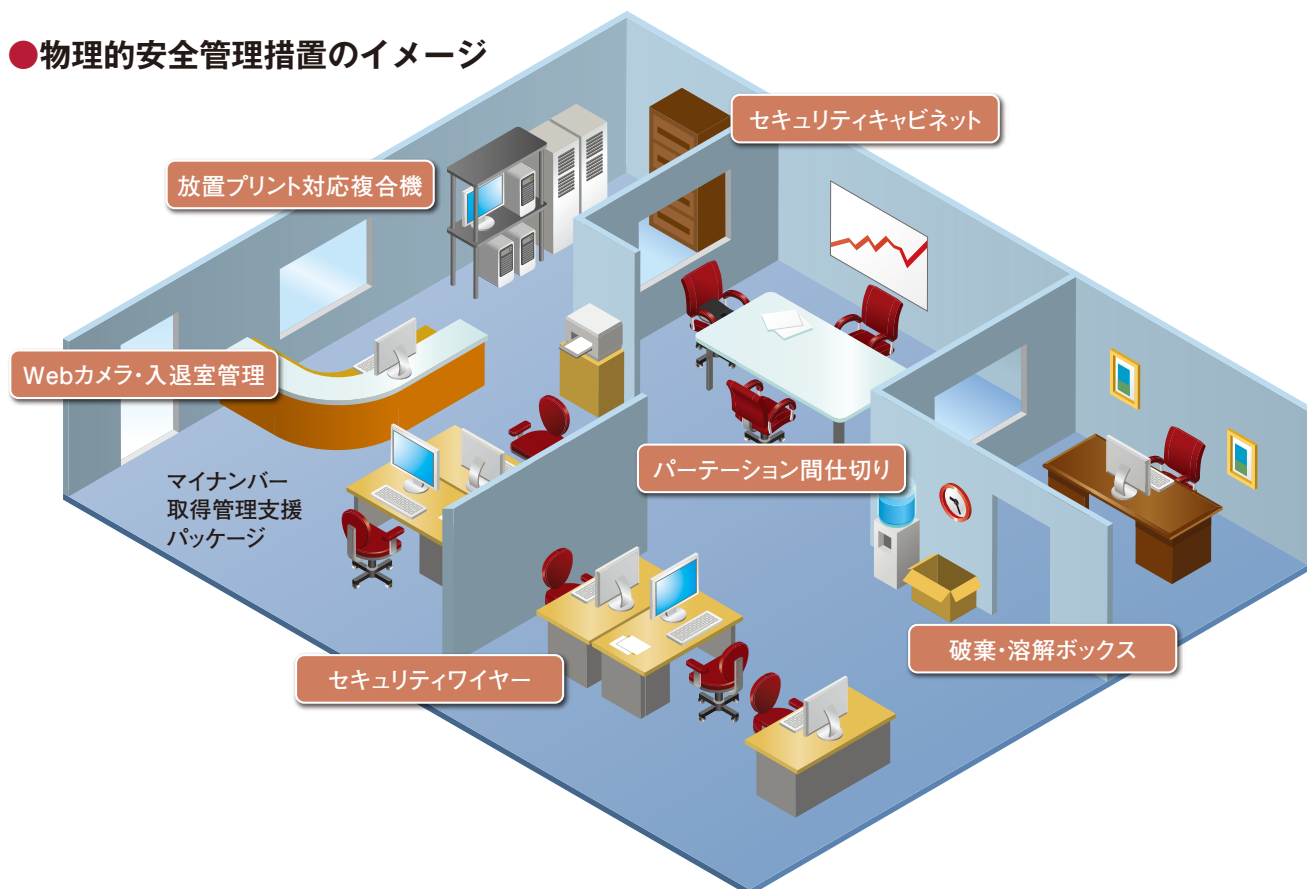 ●物理的安全管理措置のイメージ
セキュリティキャビネット
放置プリント対応複合機
Webカメラ・入退室管理
パーテーション間仕切り
マイナンバー
取得管理支援
パッケージ
破棄・溶解ボックス
セキュリティワイヤー